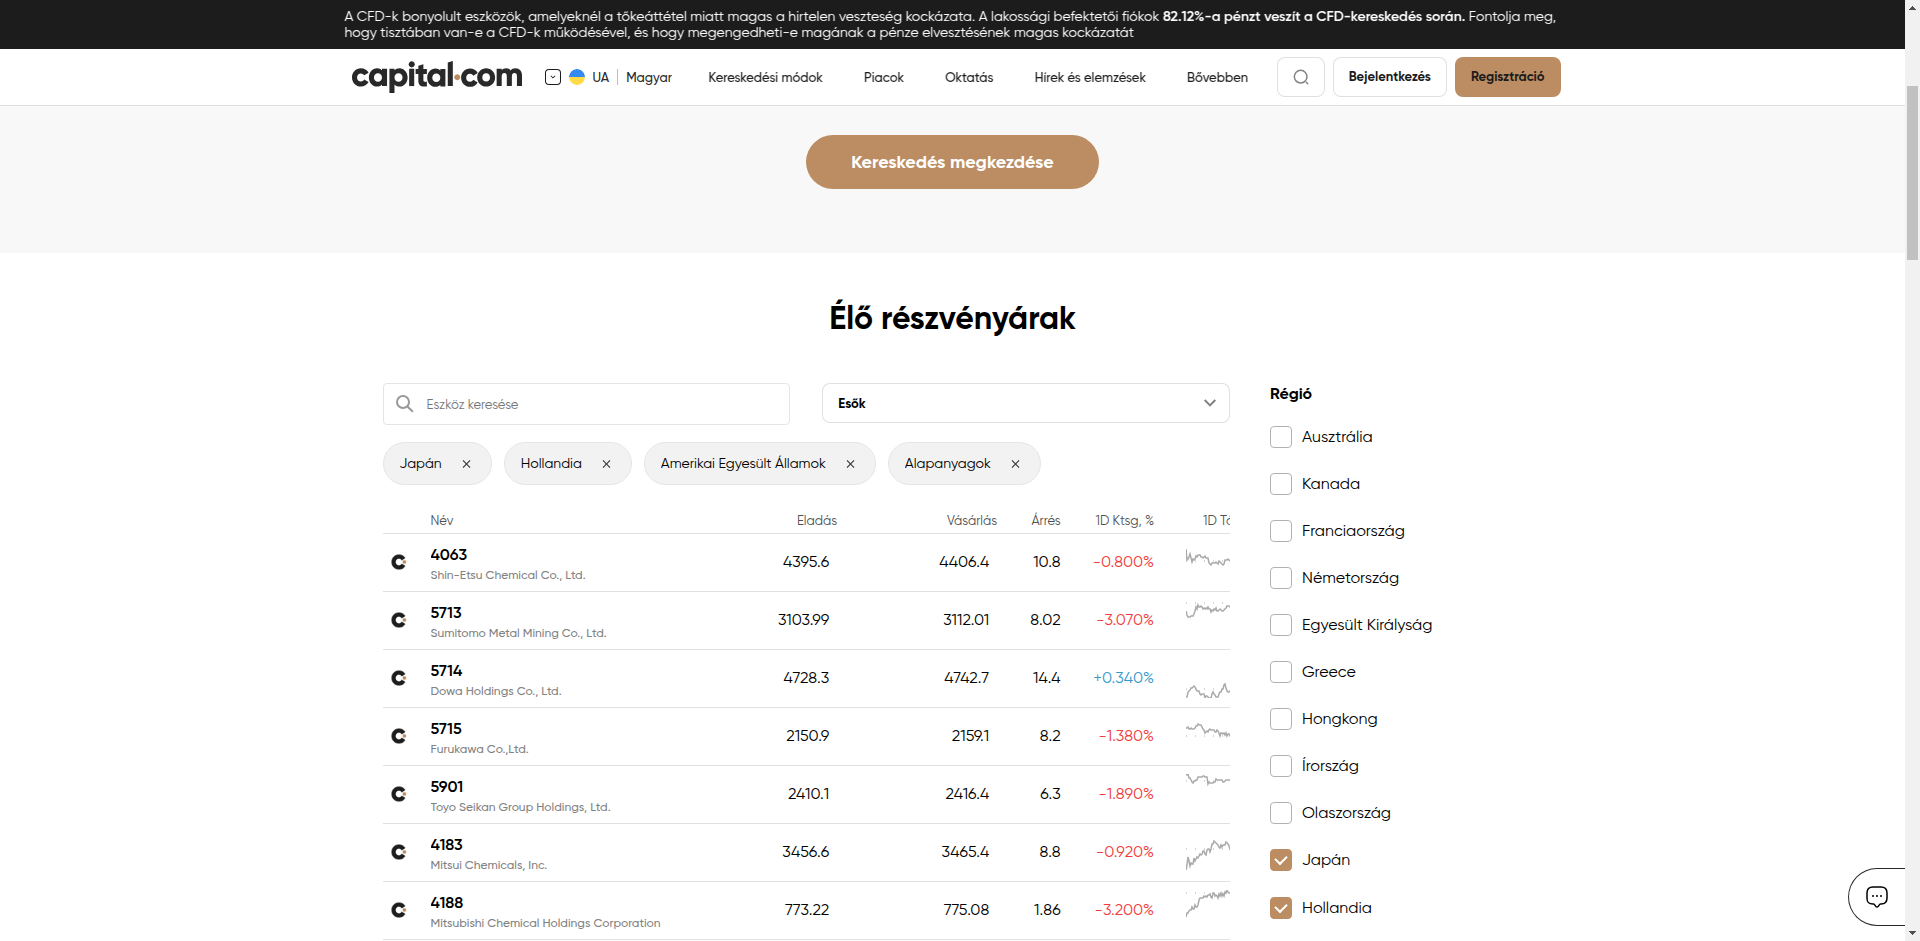 A CFD-k bonyolult eszközök, amelyeknél a tőkeáttétel miatt magas a hirtelen veszteség kockázata. A lakossági befektetői fiókok 82.12%-a pénzt veszít a CFD-kereskedés során. Fontolja meg,
hogy tisztában van-e a CFD-k működésével, és hogy megengedheti-e magának a pénze elvesztésének magas kockázatát
capital.com
UA Magyar Kereskedési módok Piacok Oktatás Hírek és elemzések Bővebben Bejelentkezés Regisztráció
Kereskedés megkezdése
Élő részvényárak
Eszköz keresése
Esők
Japán Hollandia Amerikai Egyesült Államok Alapanyagok
Név Eladás Vásárlás Árrés 1D Ktsg, %
4063 4395.6 4406.4 10.8 -0.800%
Shin-Etsu Chemical Co., Ltd.
5713 3103.99 3112.01 8.02 -3.070%
Sumitomo Metal Mining Co., Ltd.
5714 4728.3 4742.7 14.4 +0.340%
Dowa Holdings Co., Ltd.
5715 2150.9 2159.1 8.2 -1.380%
Furukawa Co.,Ltd.
5901 2410.1 2416.4 6.3 -1.890%
Toyo Seikan Group Holdings, Ltd.
4183 3456.6 3465.4 8.8 -0.920%
Mitsui Chemicals, Inc.
4188 773.22 775.08 1.86 -3.200%
Mitsubishi Chemical Holdings Corporation
Régió
Ausztrália
Kanada
Franciaország
Németország
Egyesült Királyság
Greece
Hongkong
Írország
Olaszország
Japán
Hollandia